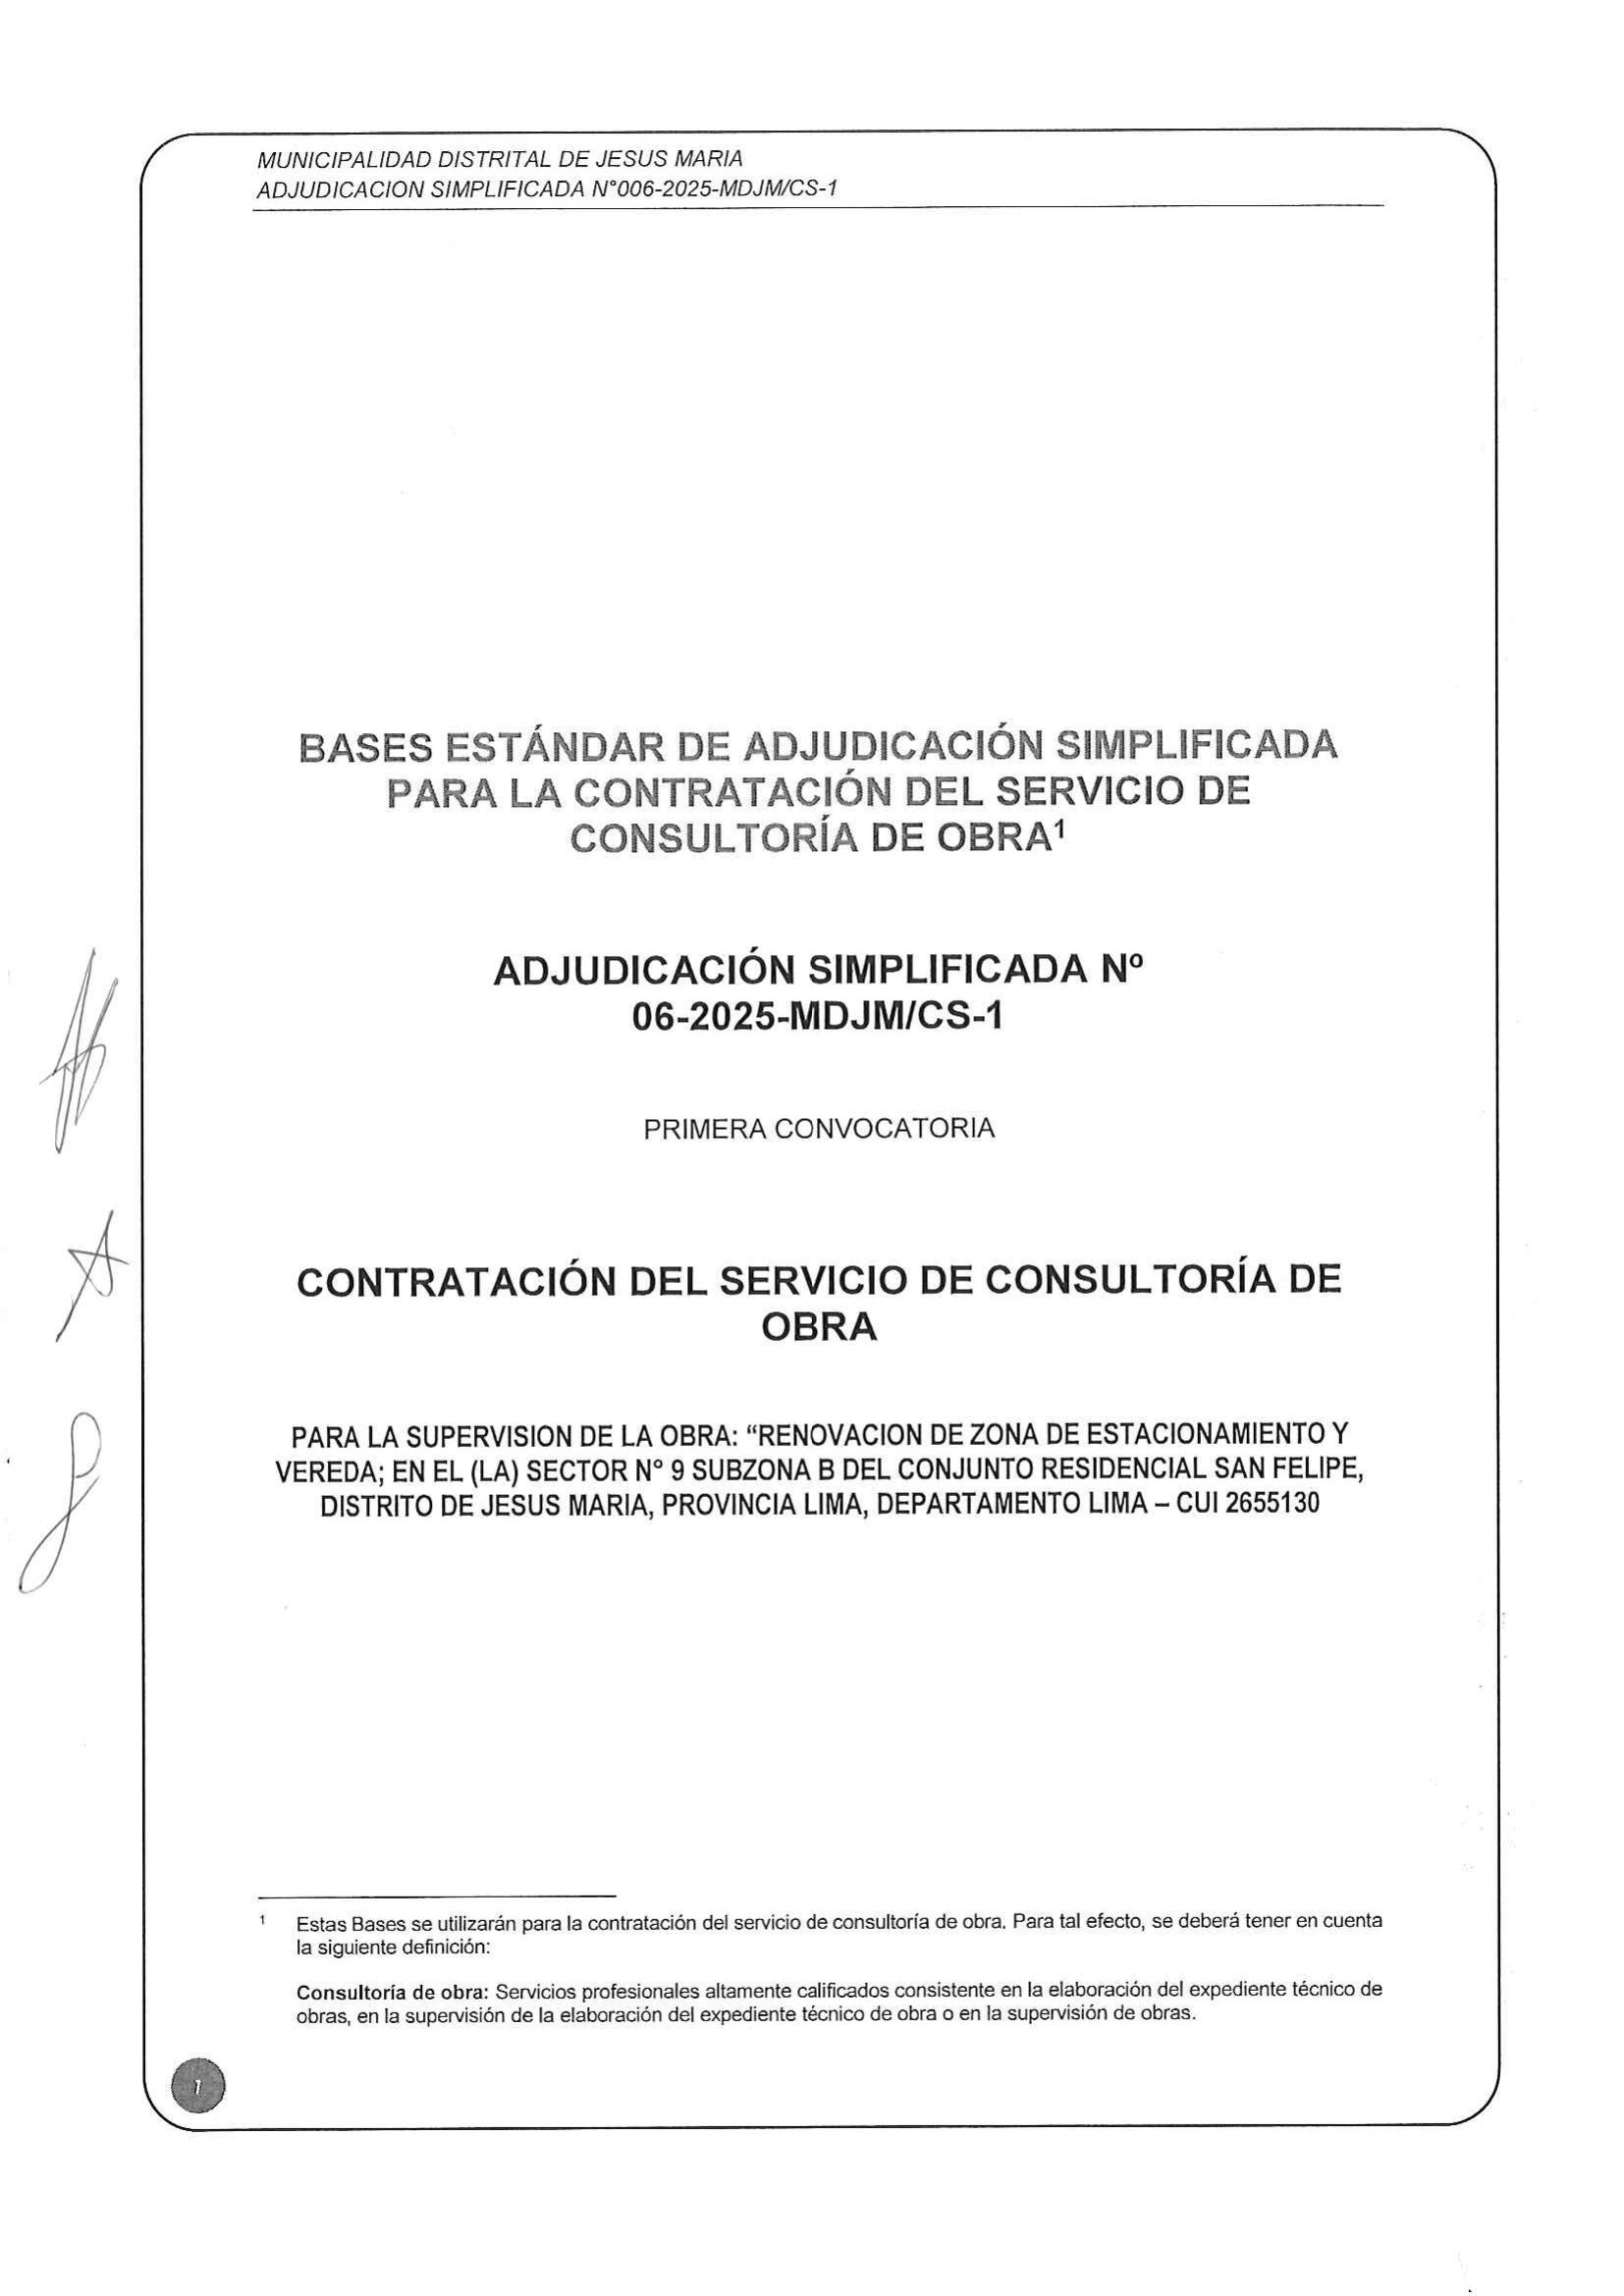 MUNICIPALIDAD DISTRITAL DE JESUS MARIA
ADJUDICACION SIMPLIFICADA N°006-2025-MDJM/CS-1
BASES ESTÁNDAR DE ADJUDICACIÓN SIMPLIFICADA
PARA LA CONTRATACIÓN DEL SERVICIO DE
CONSULTORÍA DE OBRA¹
ADJUDICACIÓN SIMPLIFICADA Nº
06-2025-MDJM/CS-1
PRIMERA CONVOCATORIA
CONTRATACIÓN DEL SERVICIO DE CONSULTORÍA DE
OBRA
PARA LA SUPERVISION DE LA OBRA: “RENOVACION DE ZONA DE ESTACIONAMIENTO Y
VEREDA; EN EL (LA) SECTOR N° 9 SUBZONA B DEL CONJUNTO RESIDENCIAL SAN FELIPE,
DISTRITO DE JESUS MARIA, PROVINCIA LIMA, DEPARTAMENTO LIMA – CUI 2655130
¹ Estas Bases se utilizarán para la contratación del servicio de consultoría de obra. Para tal efecto, se deberá tener en cuenta
la siguiente definición:
Consultoría de obra: Servicios profesionales altamente calificados consistente en la elaboración del expediente técnico de
obras, en la supervisión de la elaboración del expediente técnico de obra o en la supervisión de obras.
1